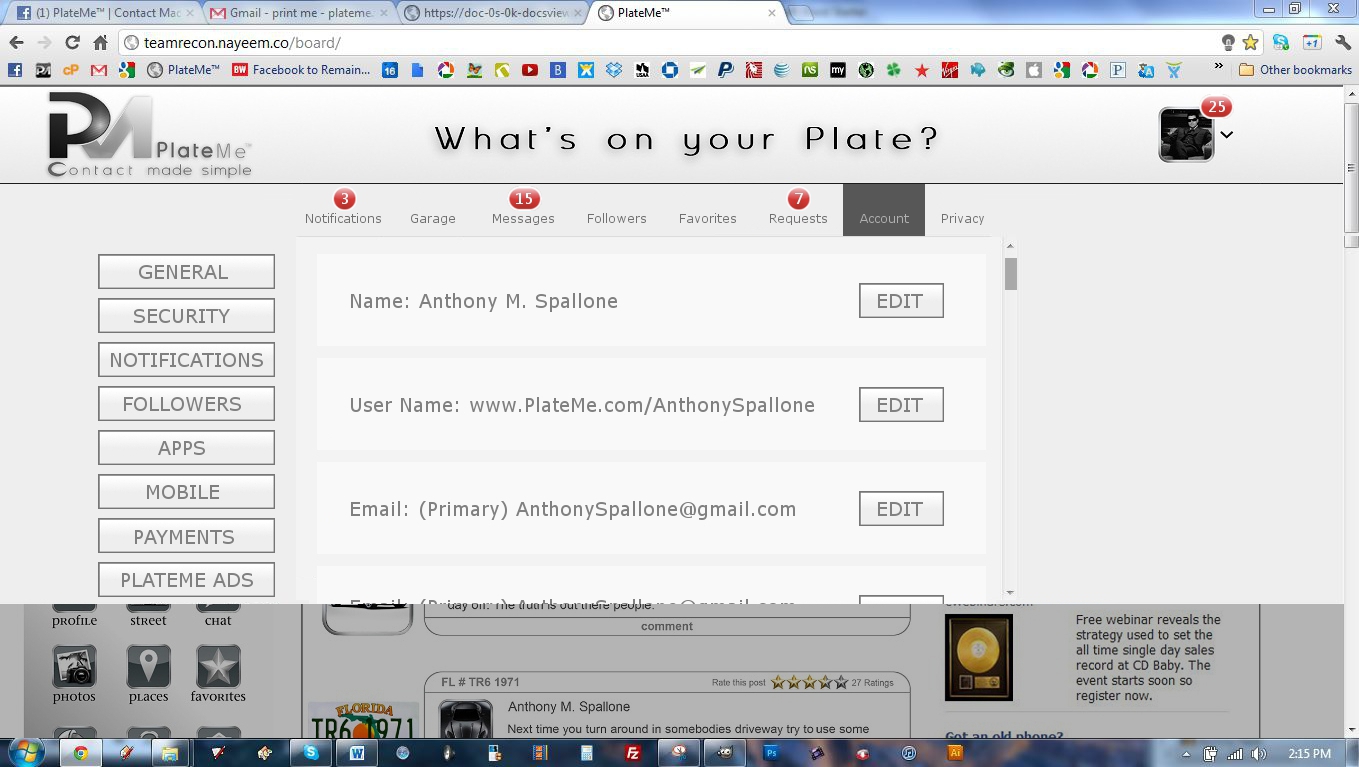 (1) PlateMe™ | Contact Mac
Gmail - print me - plateme.
https://doc-0s-0k-docsview
PlateMe™
teamrecon.nayeem.co/board/
PlateMe™
BW Facebook to Remain...
16
Other bookmarks
PM PlateMe™
Contact made simple
What's on your Plate?
25
3
15
7
Notifications
Garage
Messages
Followers
Favorites
Requests
Account
Privacy
GENERAL
SECURITY
NOTIFICATIONS
FOLLOWERS
APPS
MOBILE
PAYMENTS
PLATEME ADS
Name: Anthony M. Spallone
EDIT
User Name: www.PlateMe.com/AnthonySpallone
EDIT
Email: (Primary) AnthonySpallone@gmail.com
EDIT
day off. The truth is out there people.
comment
profile
street
chat
photos
places
favorites
FL # TR6 1971
Rate this post
27 Ratings
FLORIDA
TR6 1971
Anthony M. Spallone
Next time you turn around in somebodies driveway try to use some
Free webinar reveals the
strategy used to set the
all time single day sales
record at CD Baby. The
event starts soon so
register now.
Got an old phone?
2:15 PM